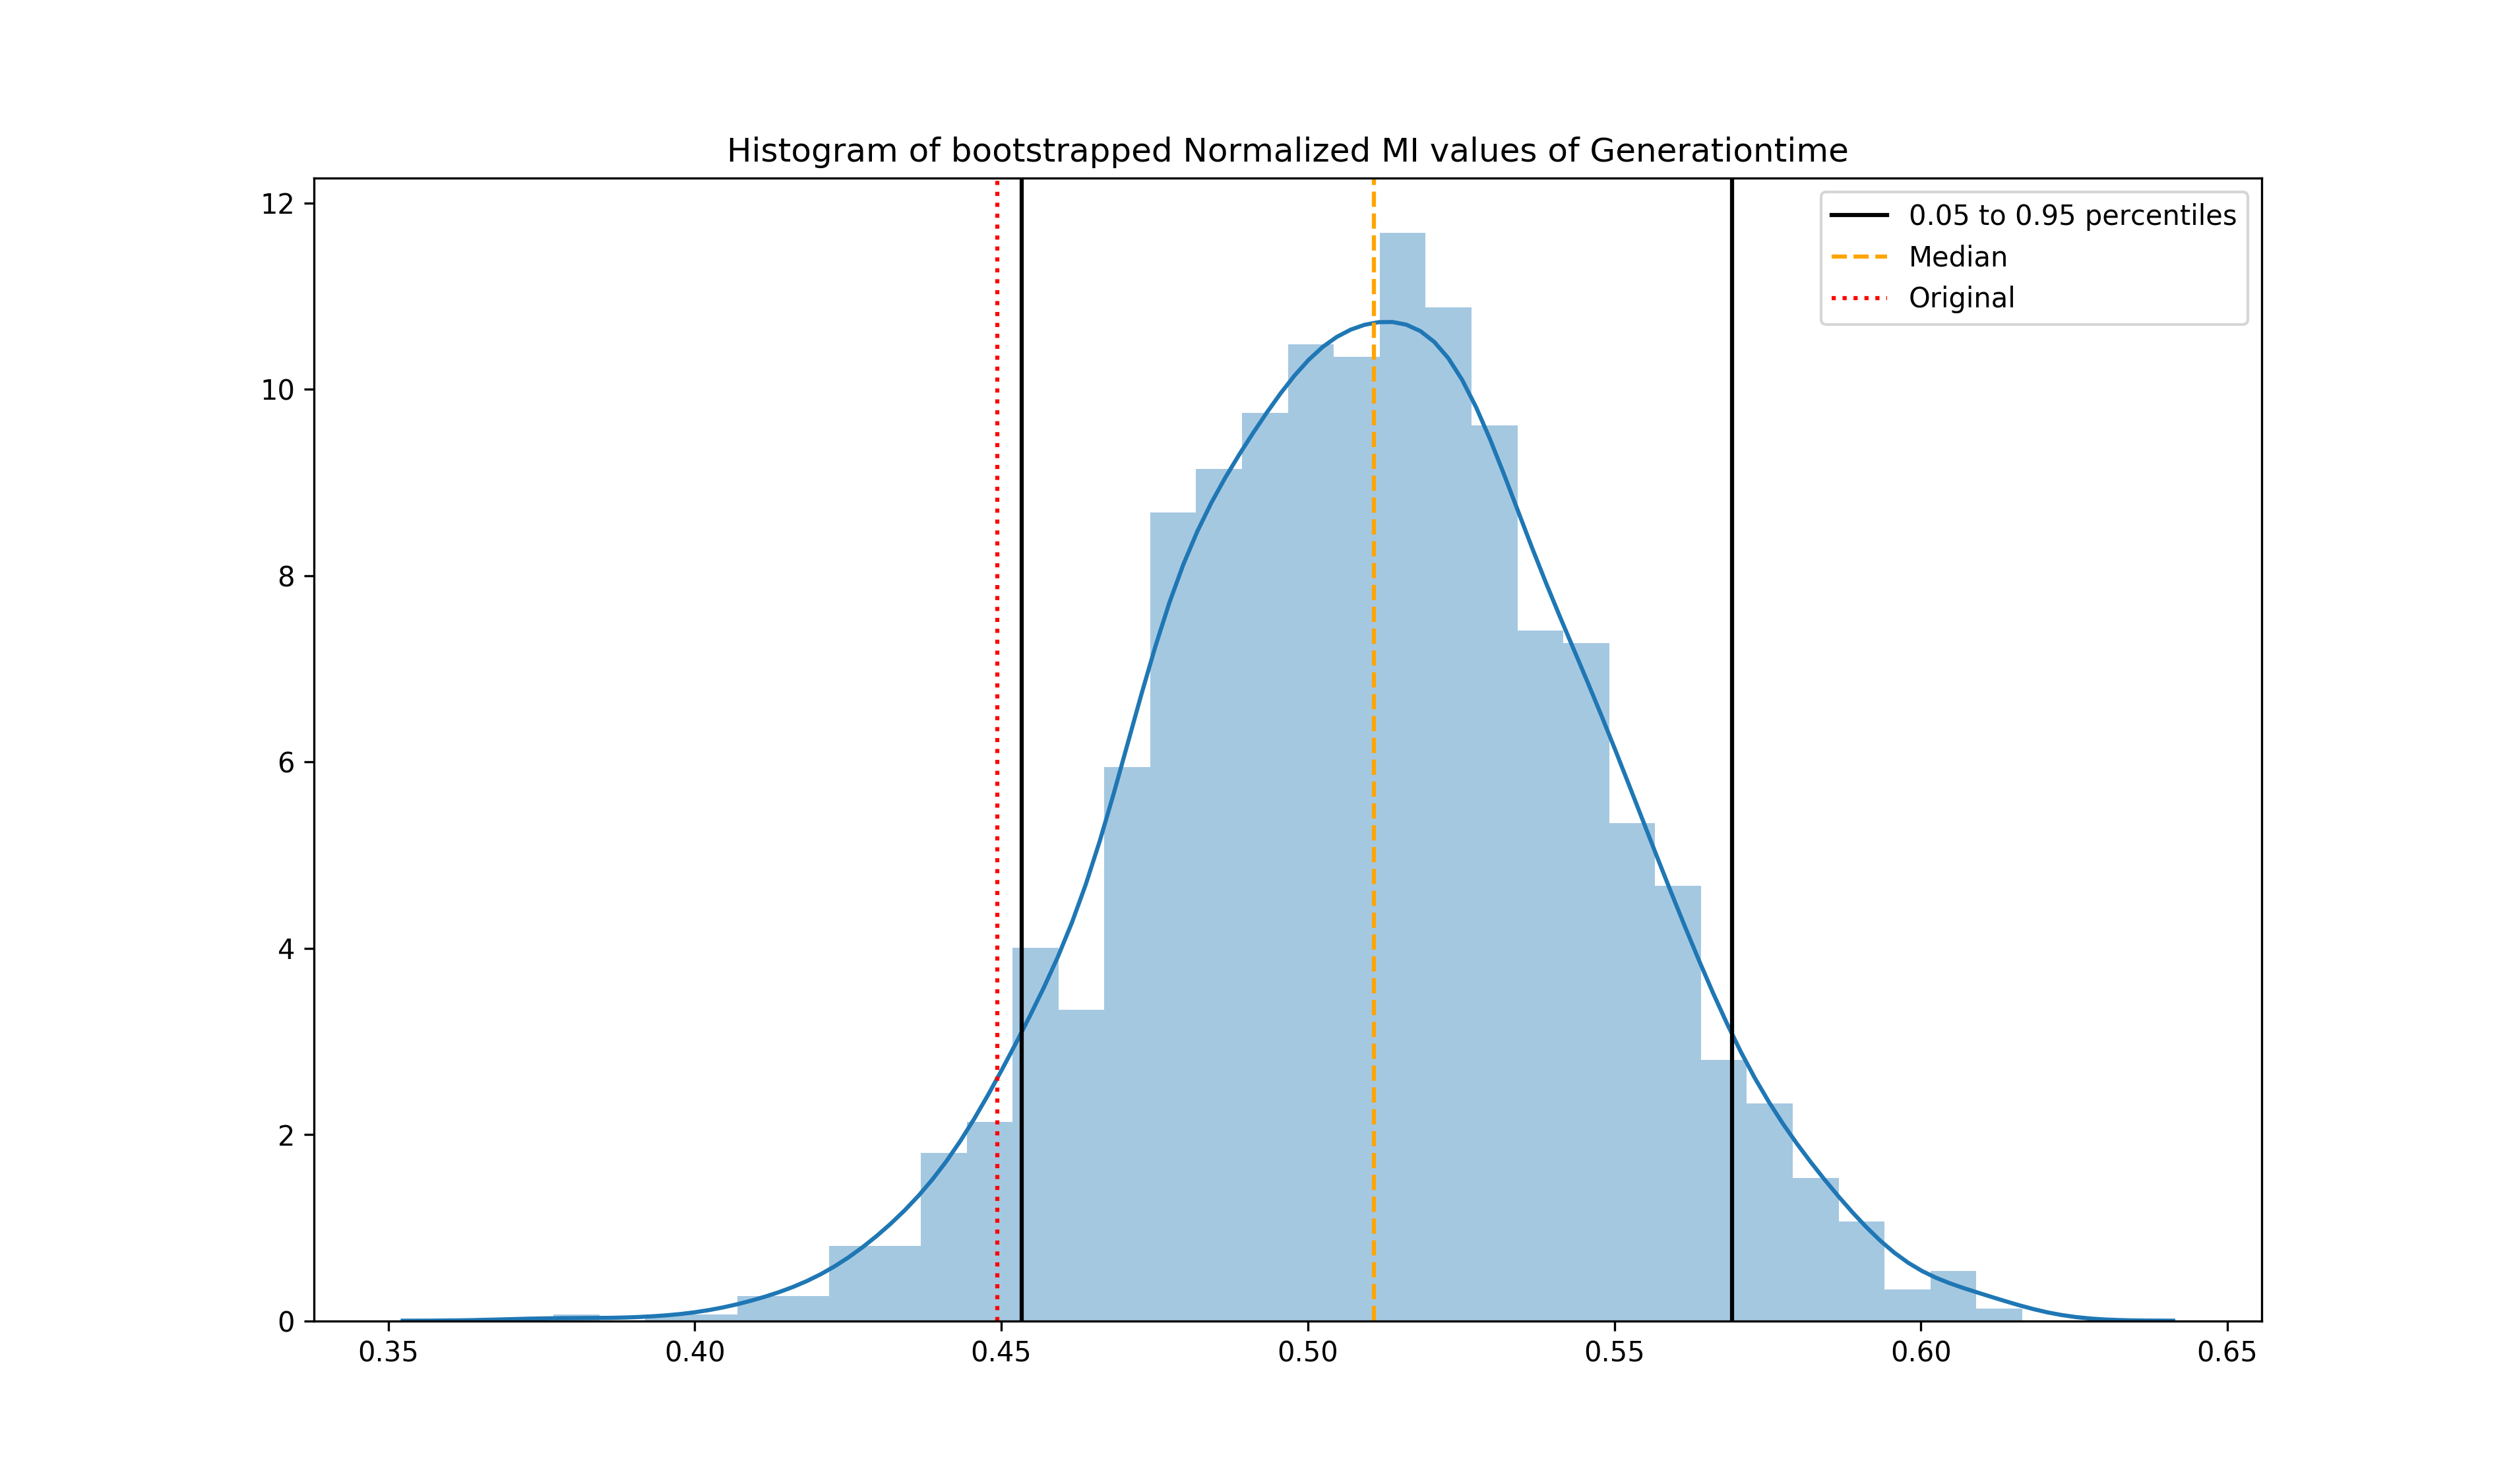 Histogram of bootstrapped Normalized MI values of Generationtime
12
10
8
6
4
2
0
0.05 to 0.95 percentiles
Median
Original
0.35 0.40 0.45 0.50 0.55 0.60 0.65